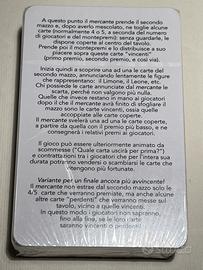 A questo punto il mercante prende il secondo
mazzo e, dopo averlo mescolato, ne toglie alcune
carte (normalmente 4 o 5, a seconda del numero di
giocatori e dei monopremi) senza guardarle, le
disporrà coperte al centro del tavolo.
Prende poi i monopremi e lo distribuisce a suo
piacere sopra queste carte "vincenti"
(primo premio, secondo premio, e così via).
Inizia quindi a scoprire una ad una le carte del
secondo mazzo, annunciando lentamente le figure
che rappresentano: il Limone, il Leone, etc.
Chi possiede le carte annunciate dal mercante le
scarta, perché non salgono più nulla.
Quelle che invece restano in mano ai giocatori
dopo che il mercante avrà finito di sfogliare il
mazzo sono le carte vincenti, ossia quelle
accoppiate alle carte coperte.
Il mercante svelerà una ad una le carte coperte,
a partire da quella con il premio più basso, e ne
consegnerà i relativi premi ai giocatori.
Il gioco può essere ulteriormente animato da
scommesse ("Quale carta uscirà per prima?")
e contrattazioni tra i giocatori che per l'intera sua
durata potranno vendersi o scambiarsi le carte che
ritengono più fortunate.
Variante per un finale ancora più avvincente!
Il mercante non estrae dal secondo mazzo solo le
4/5 carte che verranno premiate, ma anche alcune
altre carte "perdenti" che verranno messe sul
tavolo, vicino a quelle vincenti.
In questo modo i giocatori non sapranno,
fino alla fine, se le loro carte
saranno vincenti o perdenti!